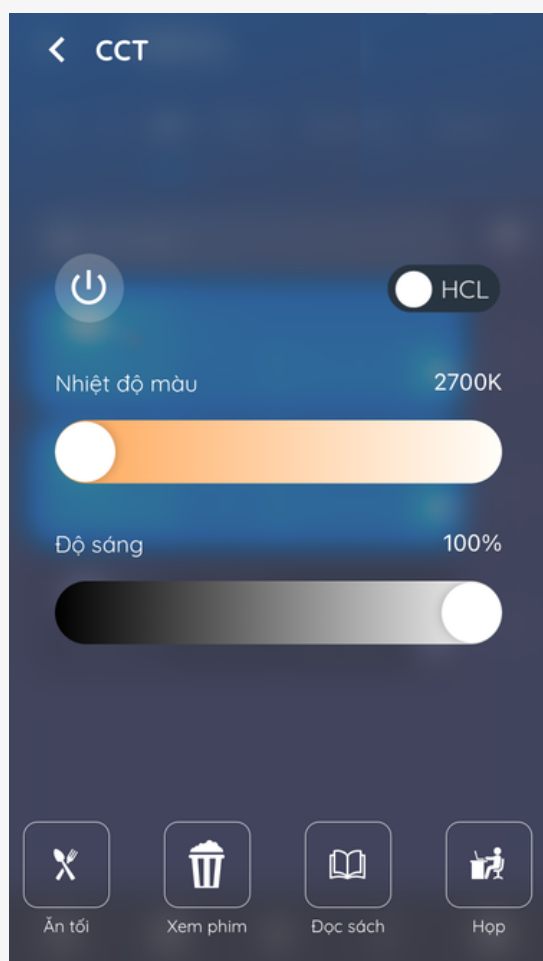 CCT
HCL
Nhiệt độ màu 2700K
Độ sáng 100%
Ăn tối Xem phim Đọc sách Họp